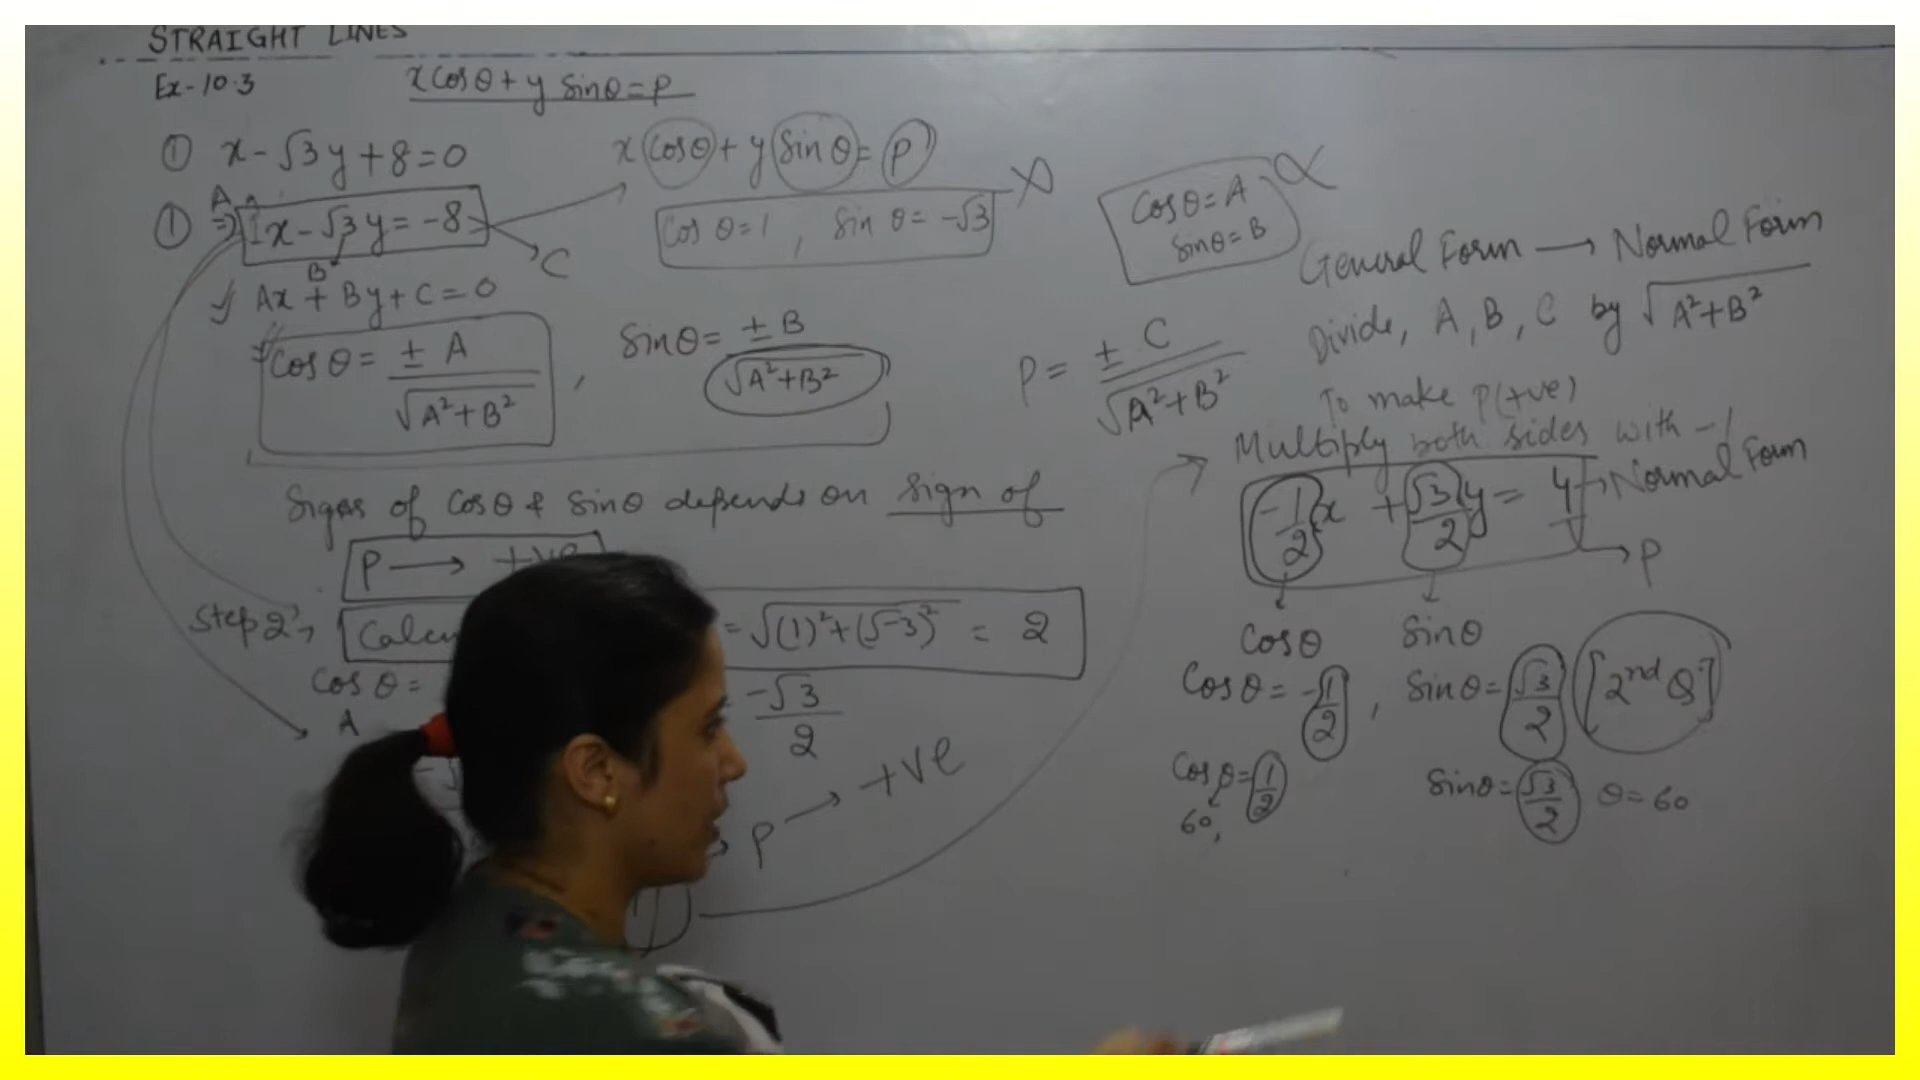 STRAIGHT LINES
Ex-10.3
x Cosθ + y Sinθ = P
① x - √3y + 8 = 0
① ⇒ 1x - √3y = -8
A
B
C
Ax + By + C = 0
Cos θ = ± A / √A² + B² , Sinθ = ± B / √A² + B²
P = ± C / √A² + B²
Signs of Cosθ & Sinθ depends on Sign of
P → +ve
Step 2 ⇒
= √(1)² + (√-3)² = 2
Cos θ =
A
= -√3 / 2
P → +ve
x Cosθ + y Sin θ = P
Cos θ = 1 , Sin θ = -√3
Cosθ = A
Sinθ = B
General Form → Normal Form
Divide, A, B, C by √A² + B²
To make P(+ve)
Multiply both sides with -1
-1/2 x + √3/2 y = 4 → Normal Form
P
Cosθ Sinθ
Cosθ = -1/2 , Sinθ = √3/2 [2nd Q]
Cos θ = 1/2 Sinθ = √3/2 θ = 60
60,